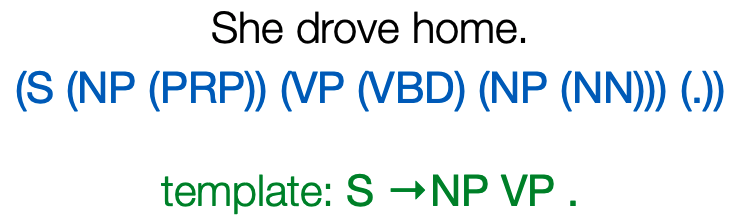 She drove home.
(S (NP (PRP)) (VP (VBD) (NP (NN))) (.))
template: S →NP VP .